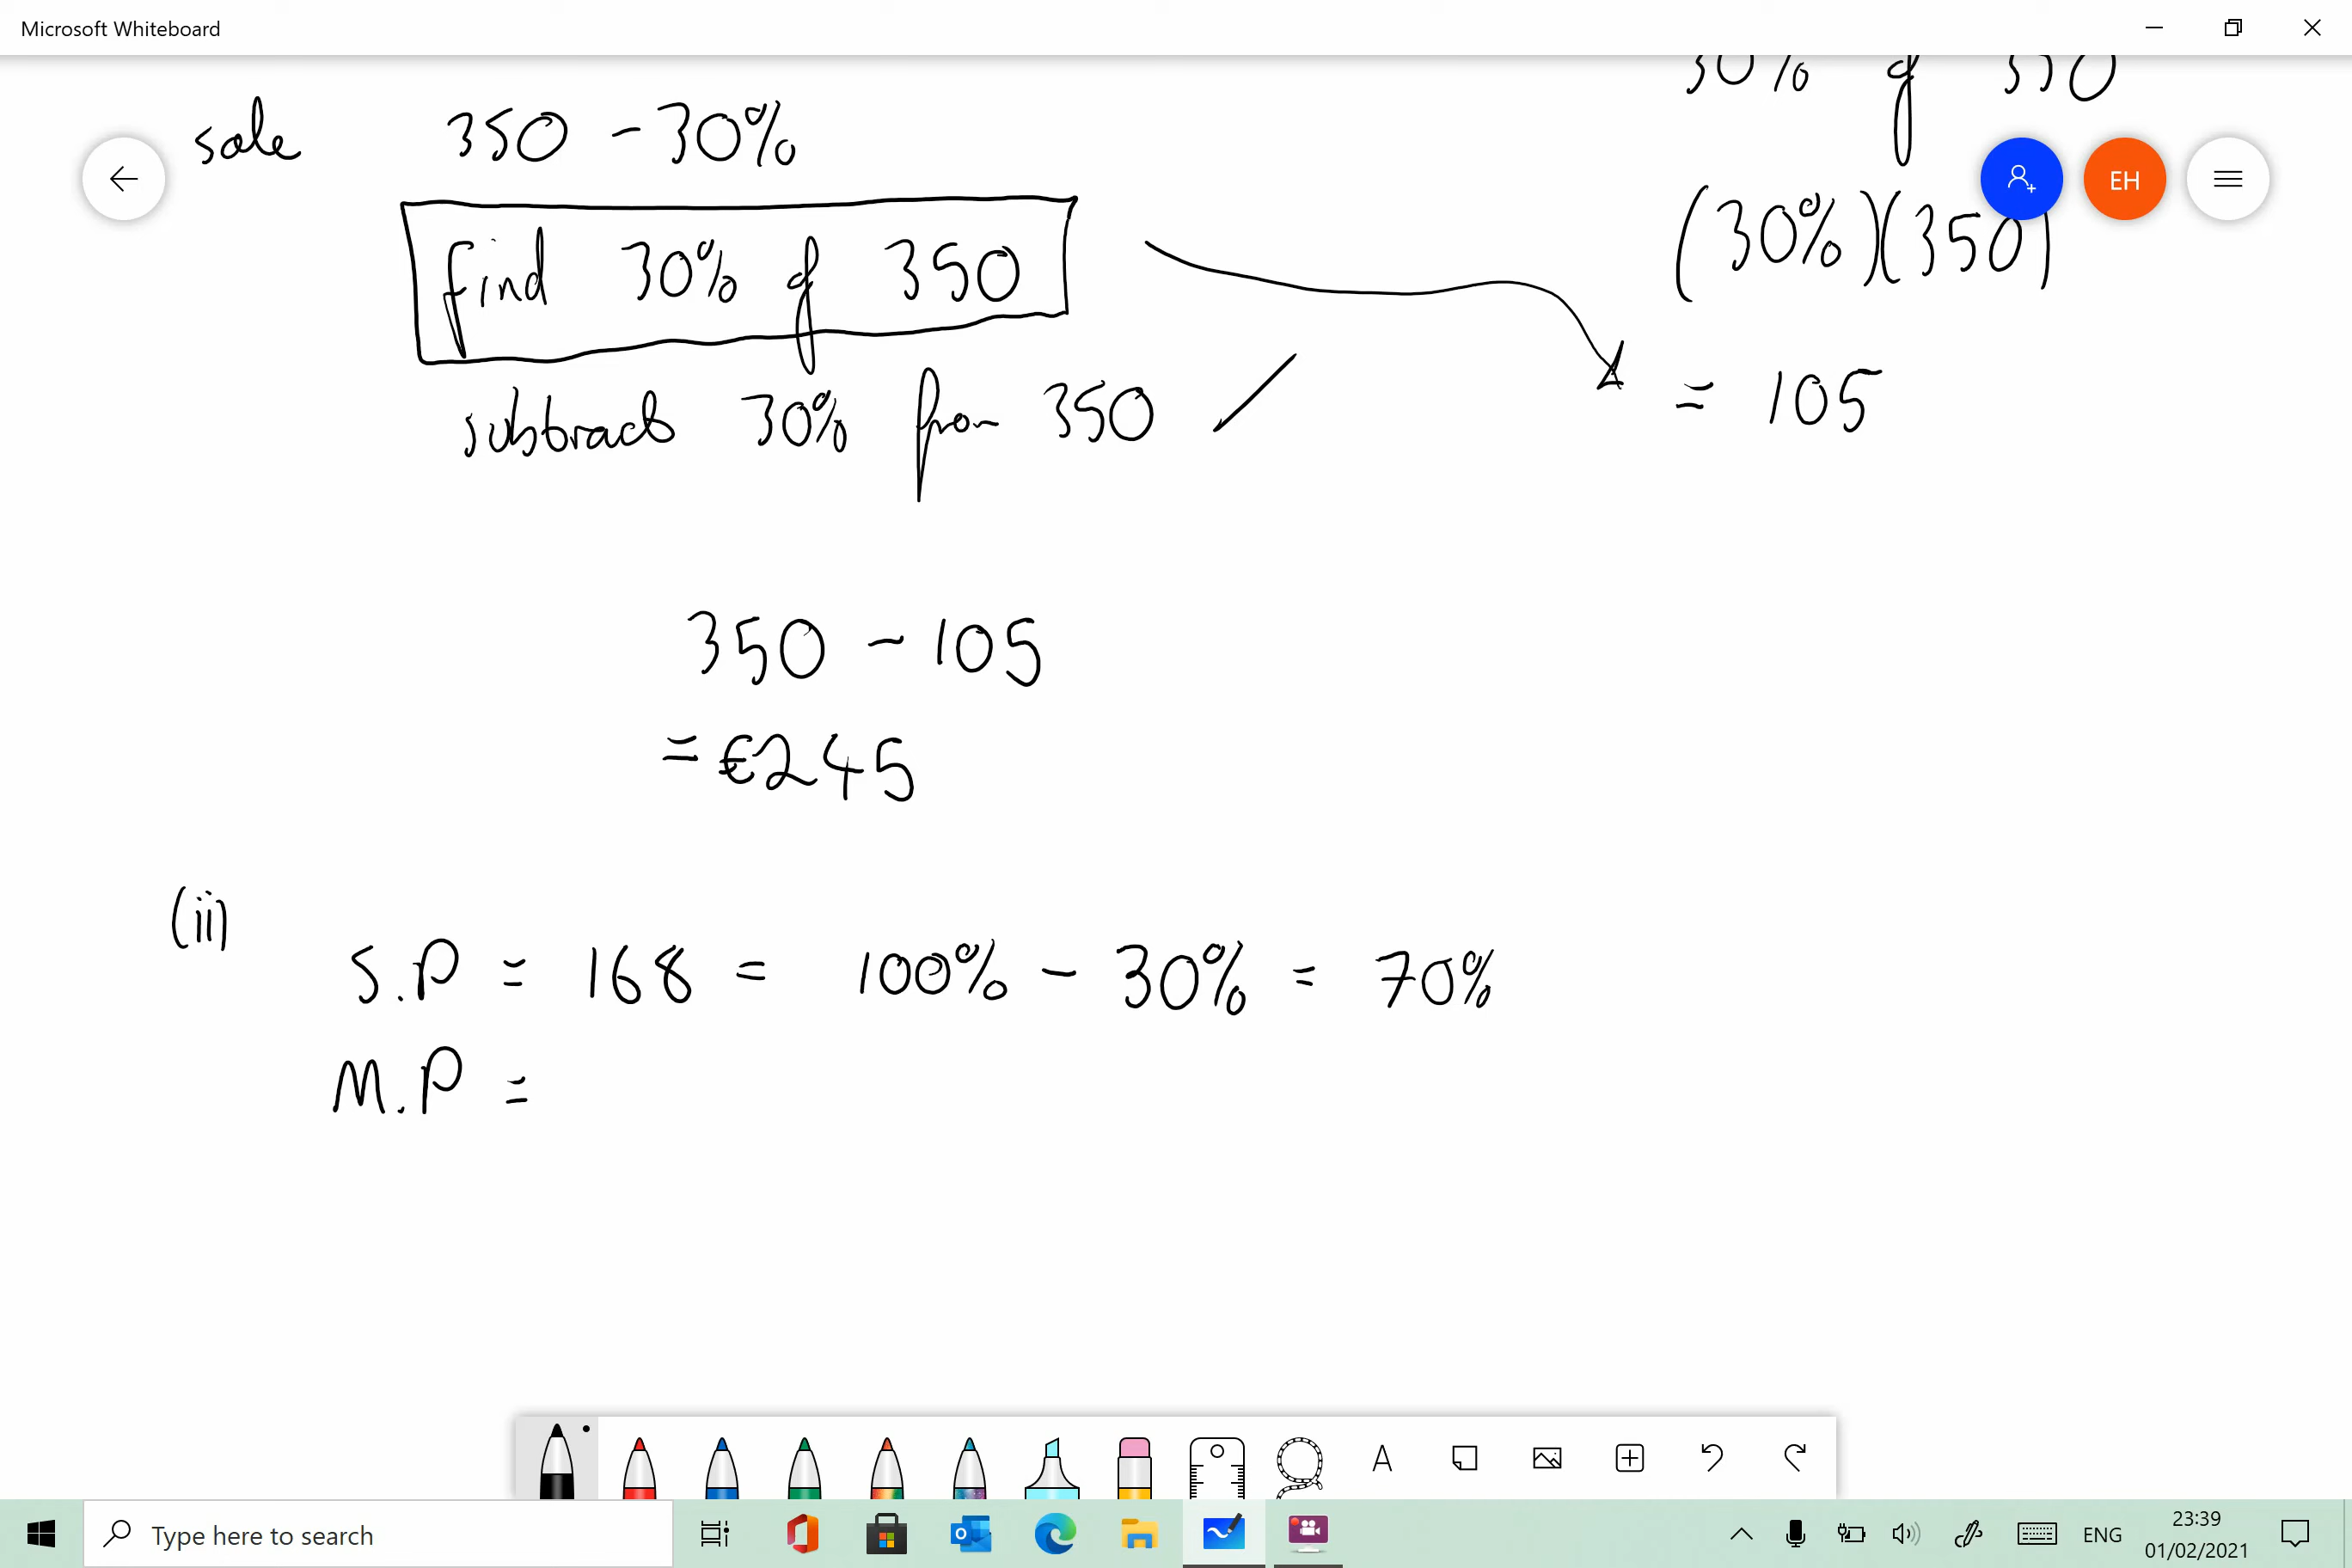 Microsoft Whiteboard
30% of 350
sale 350 - 30%
EH
(30%)(350)
find 30% of 350
= 105
subtract 30% from 350
350 - 105
= €245
(ii)
S.P = 168 = 100% - 30% = 70%
M.P =
A
Type here to search
ENG
23:39
01/02/2021